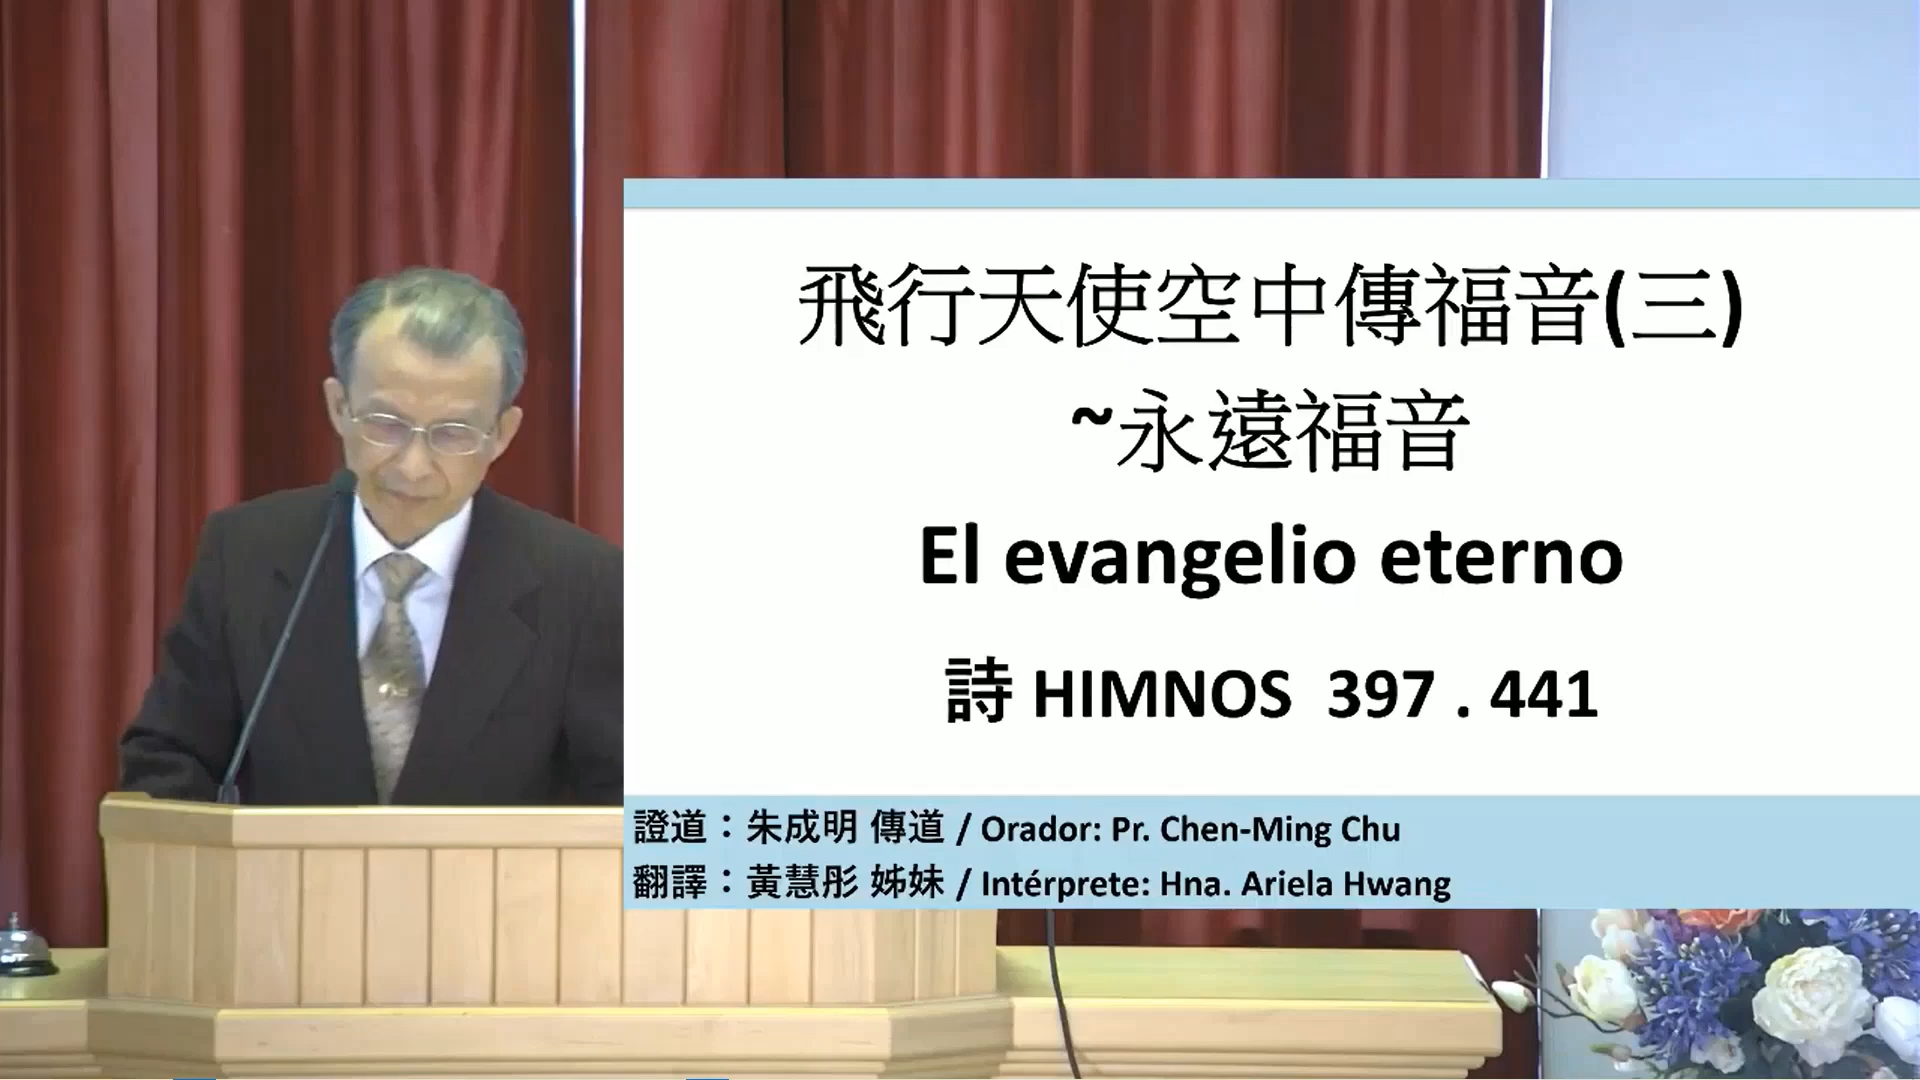 飛行天使空中傳福音(三)
~永遠福音
El evangelio eterno
詩 HIMNOS 397 . 441
證道：朱成明 傳道 / Orador: Pr. Chen-Ming Chu
翻譯：黃慧彤 姊妹 / Intérprete: Hna. Ariela Hwang